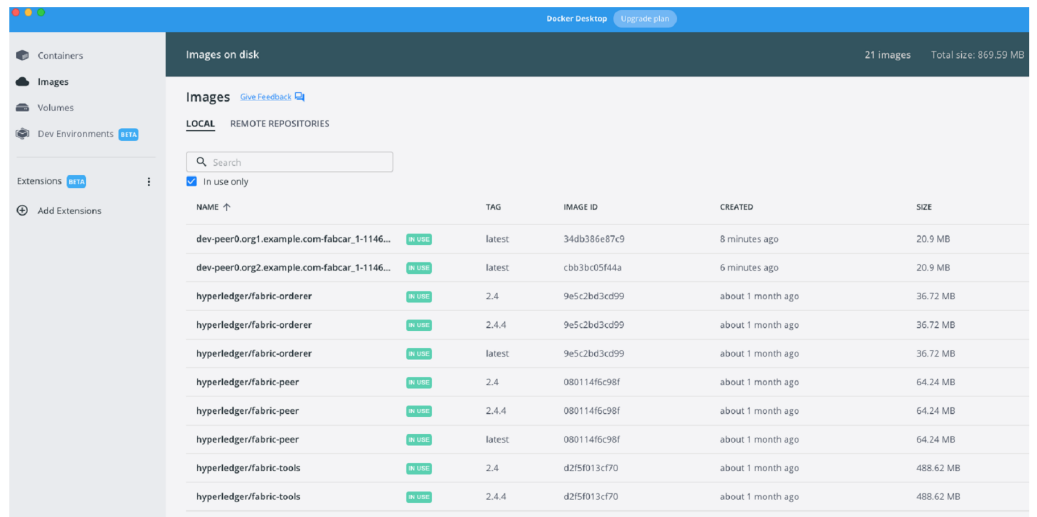 Docker Desktop Upgrade plan
Containers
Images
Volumes
Dev Environments BETA
Extensions BETA
Add Extensions
Images on disk 21 images Total size: 869.59 MB
Images Give Feedback
LOCAL REMOTE REPOSITORIES
Search
In use only
NAME TAG IMAGE ID CREATED SIZE
dev-peer0.org1.example.com-fabcar_1-1146... IN USE latest 34db386e87c9 8 minutes ago 20.9 MB
dev-peer0.org2.example.com-fabcar_1-1146... IN USE latest cbb3bc05f44a 6 minutes ago 20.9 MB
hyperledger/fabric-orderer IN USE 2.4 9e5c2bd3cd99 about 1 month ago 36.72 MB
hyperledger/fabric-orderer IN USE 2.4.4 9e5c2bd3cd99 about 1 month ago 36.72 MB
hyperledger/fabric-orderer IN USE latest 9e5c2bd3cd99 about 1 month ago 36.72 MB
hyperledger/fabric-peer IN USE 2.4 080114f6c98f about 1 month ago 64.24 MB
hyperledger/fabric-peer IN USE 2.4.4 080114f6c98f about 1 month ago 64.24 MB
hyperledger/fabric-peer IN USE latest 080114f6c98f about 1 month ago 64.24 MB
hyperledger/fabric-tools IN USE 2.4 d2f5f013cf70 about 1 month ago 488.62 MB
hyperledger/fabric-tools IN USE 2.4.4 d2f5f013cf70 about 1 month ago 488.62 MB